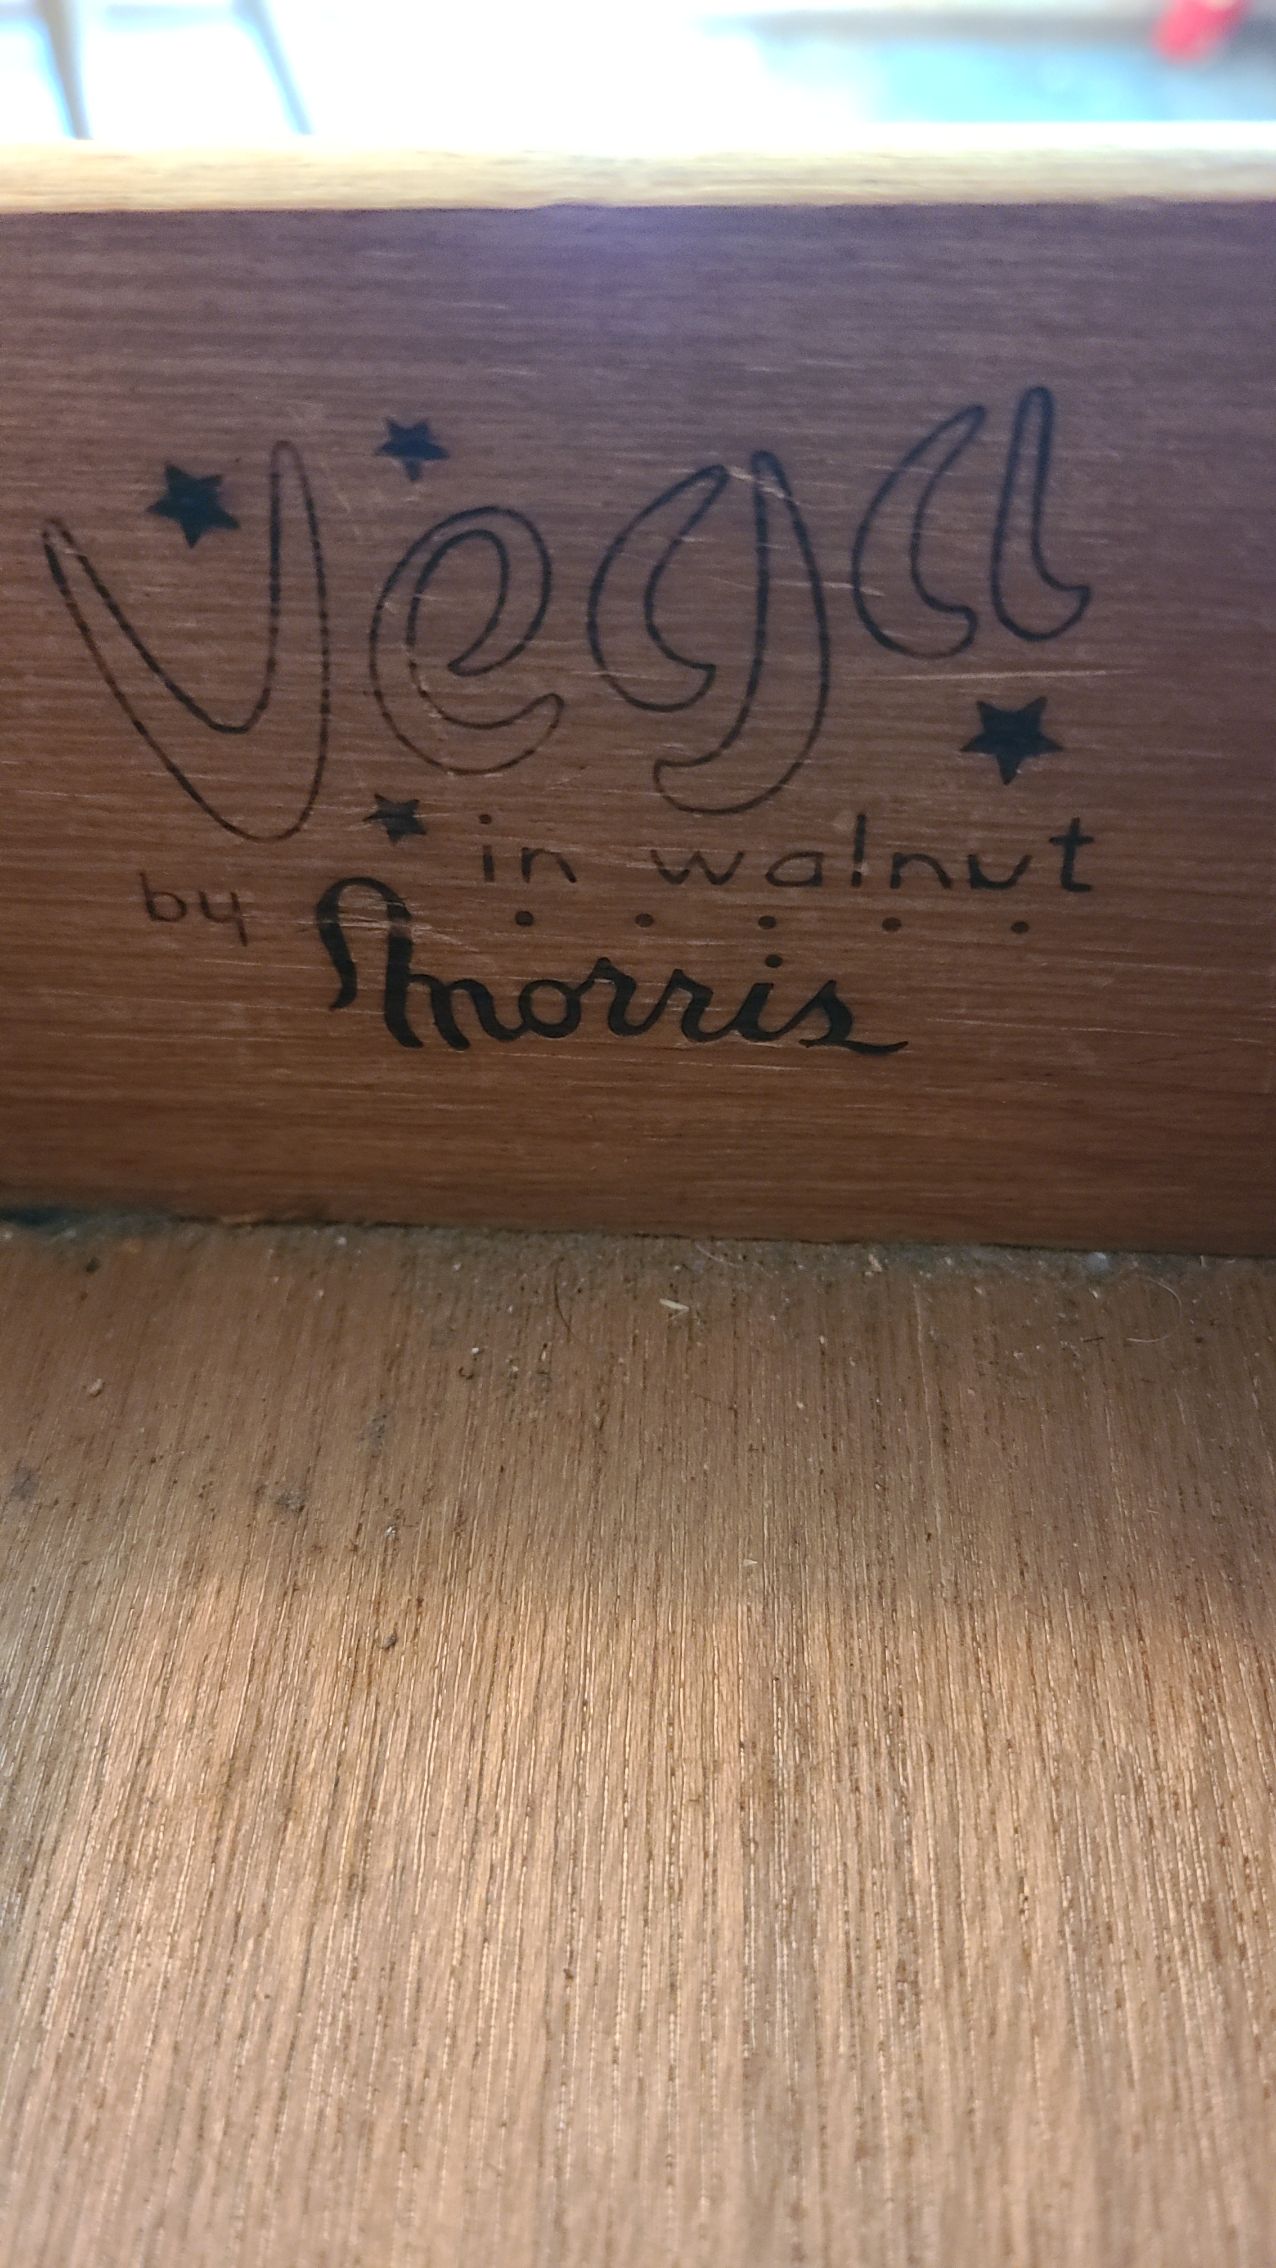 Vega
in walnut
by Morris